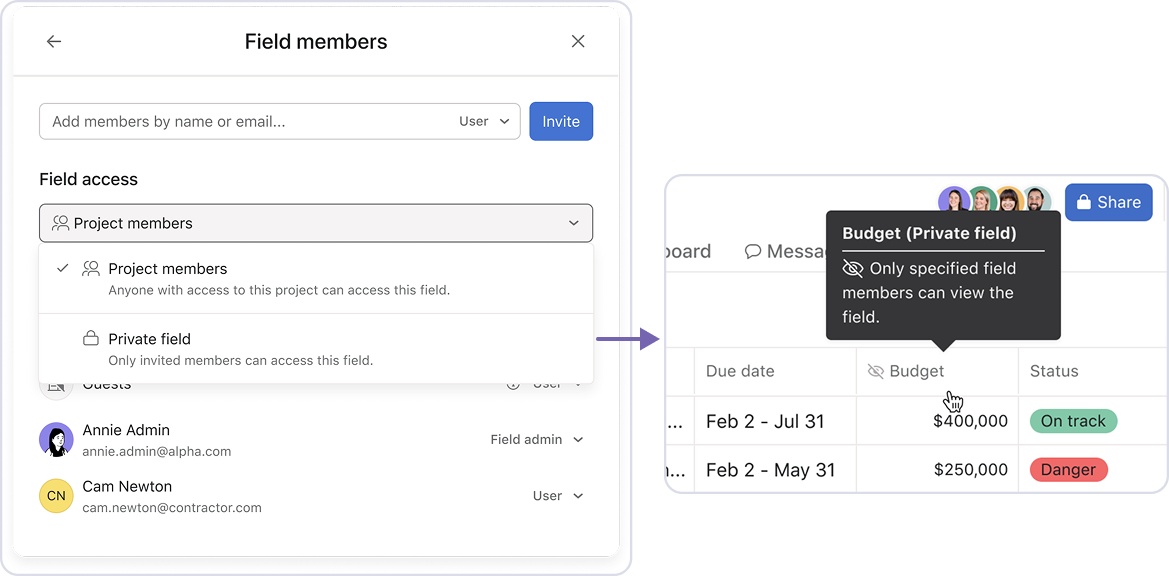 Field members
Add members by name or email...
User
Invite
Field access
Project members
Project members
Anyone with access to this project can access this field.
Private field
Only invited members can access this field.
Guests
User
Annie Admin
annie.admin@alpha.com
Field admin
CN
Cam Newton
cam.newton@contractor.com
User
Share
board
Messa
Budget (Private field)
Only specified field
members can view the
field.
Due date
Budget
Status
...
Feb 2 - Jul 31
$400,000
On track
...
Feb 2 - May 31
$250,000
Danger